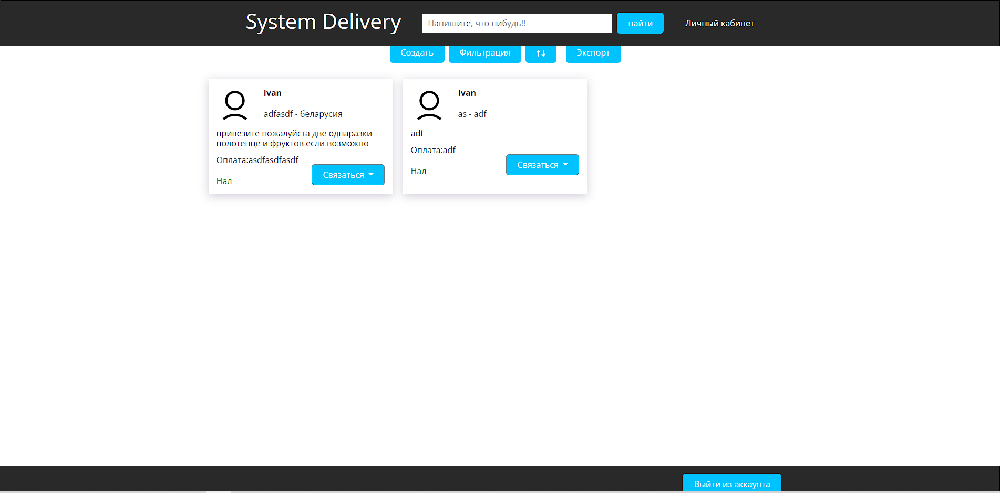 System Delivery
Напишите, что нибудь!!
найти
Личный кабинет
Создать
Фильтрация
Экспорт
Ivan
adfasdf - беларусия
привезите пожалуйста две однаразки
полотенце и фруктов если возможно
Оплата:asdfasdfasdf
Нал
Связаться
Ivan
as - adf
adf
Оплата:adf
Нал
Связаться
Выйти из аккаунта